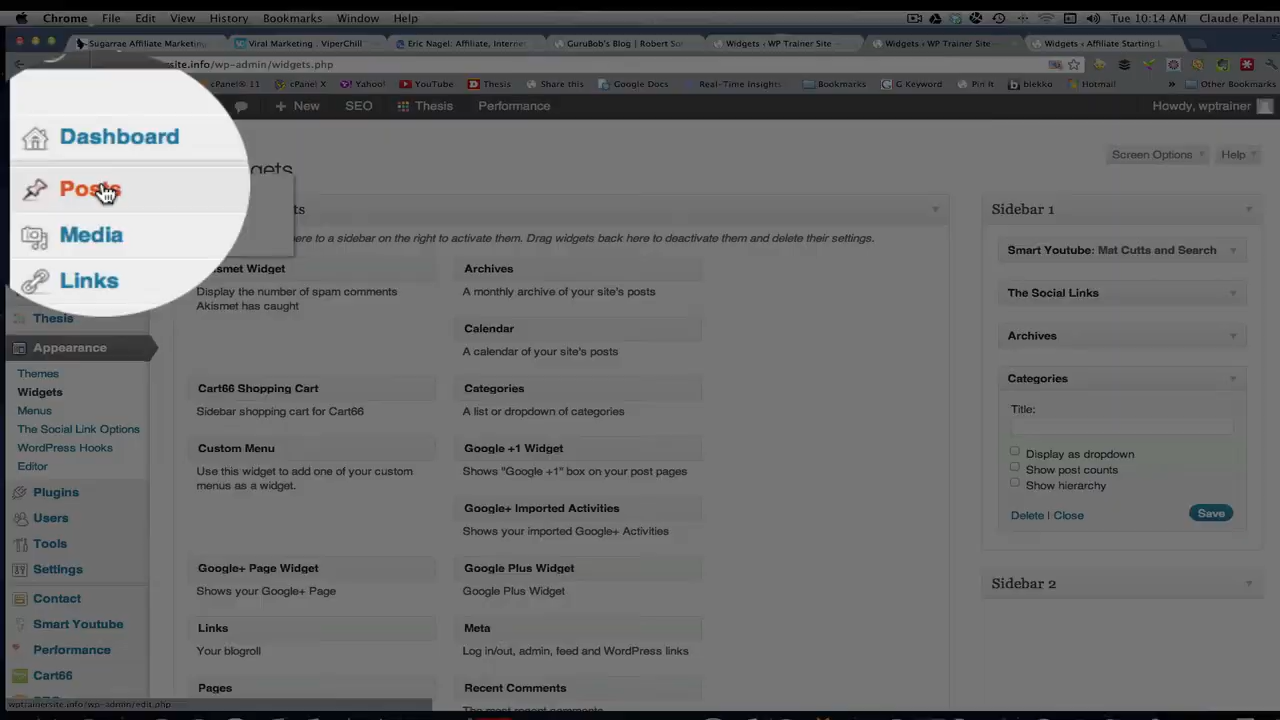 Chrome File Edit View History Bookmarks Window Help
Tue 10:14 AM Claude Pelann
Sugarrae Affiliate Marketing
Viral Marketing · ViperChill
Eric Nagel: Affiliate, Internet
GuruBob's Blog | Robert So
Widgets ‹ WP Trainer Site
Widgets ‹ WP Trainer Site
Widgets ‹ Affiliate Starting L
site.info/wp-admin/widgets.php
cPanel® 11 cPanel X Yahoo! YouTube Thesis Share this Google Docs Real-Time Insights Bookmarks G Keyword Pin It blekko Hotmail Other Bookmarks
New SEO Thesis Performance
Howdy, wptrainer
Screen Options
Help
Dashboard
Posts
Media
Links
Thesis
Appearance
Themes
Widgets
Menus
The Social Link Options
WordPress Hooks
Editor
Plugins
Users
Tools
Settings
Contact
Smart Youtube
Performance
Cart66
wptrainersite.info/wp-admin/edit.php
gets
ts
here to a sidebar on the right to activate them. Drag widgets back here to deactivate them and delete their settings.
kismet Widget
Display the number of spam comments
Akismet has caught
Archives
A monthly archive of your site's posts
Calendar
A calendar of your site's posts
Cart66 Shopping Cart
Sidebar shopping cart for Cart66
Categories
A list or dropdown of categories
Custom Menu
Use this widget to add one of your custom
menus as a widget.
Google +1 Widget
Shows "Google +1" box on your post pages
Google+ Imported Activities
Shows your imported Google+ Activities
Google+ Page Widget
Shows your Google+ Page
Google Plus Widget
Google Plus Widget
Links
Your blogroll
Meta
Log in/out, admin, feed and WordPress links
Pages
Recent Comments
The most recent comments
Sidebar 1
Smart Youtube: Mat Cutts and Search
The Social Links
Archives
Categories
Title:
Display as dropdown
Show post counts
Show hierarchy
Delete | Close
Save
Sidebar 2